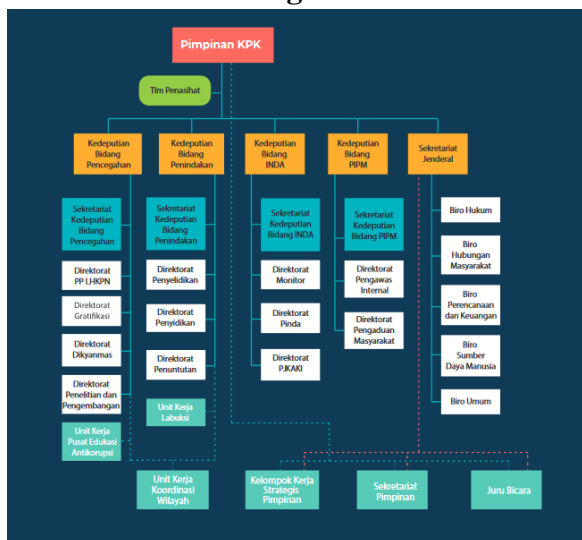 Pimpinan KPK
TIm Penasihat
Kedeputian
Bidang
Pencegahan
Kedeputian
Bidang
Penindakan
Kedeputian
Bidang
INDA
Kedeputian
Bidang
PIPM
Sekretariat
Jenderal
Sekretariat
Kedeputian
Bidang
Pencegahan
Direktorat
PP LHKPN
Direktorat
Gratifikasi
Direktorat
Dikyanmas
Direktorat
Penelitian dan
Pengembangan
Unit Kerja
Pusat Edukasi
Antikorupsi
Sekretariat
Kedeputian
Bidang
Penindakan
Direktorat
Penyelidikan
Direktorat
Penyidikan
Direktorat
Penuntutan
Unit Kerja
Labuksi
Sekretariat
Kedeputian
Bidang INDA
Direktorat
Monitor
Direktorat
Pinda
Direktorat
PJKAKI
Sekretariat
Kedeputian
Bidang PIPM
Direktorat
Pengawas
Internal
Direktorat
Pengaduan
Masyarakat
Biro Hukum
Biro
Hubungan
Masyarakat
Biro
Perencanaan
dan Keuangan
Biro
Sumber
Daya Manusia
Biro Umum
Unit Kerja
Koordinasi
Wilayah
Kelompok Kerja
Strategis
Pimpinan
Sekretariat
Pimpinan
Juru Bicara